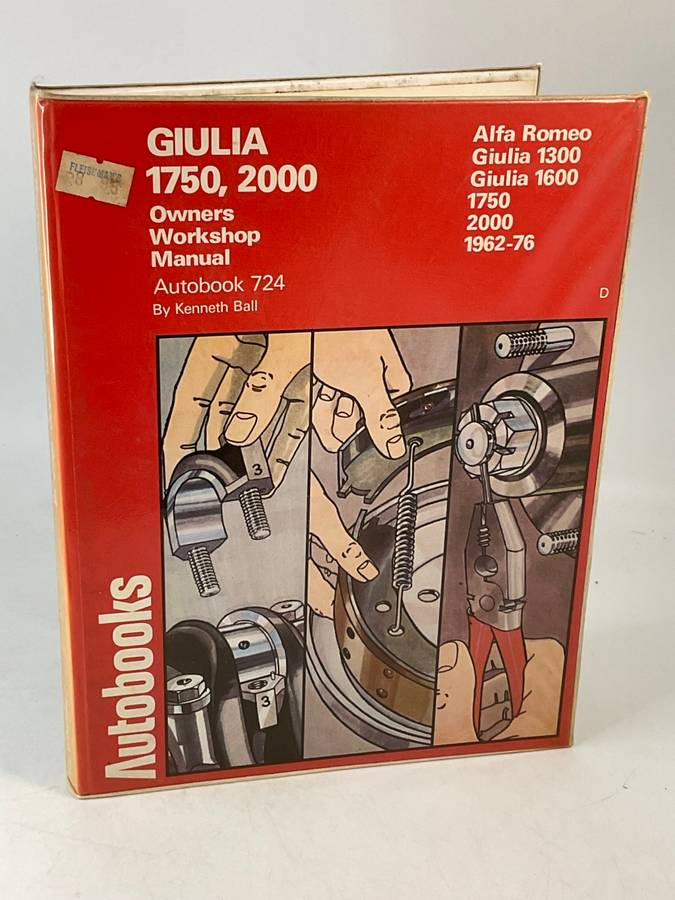 GIULIA
1750, 2000
Owners
Workshop
Manual
Autobook 724
By Kenneth Ball
Alfa Romeo
Giulia 1300
Giulia 1600
1750
2000
1962-76
D
3
3
Autobooks